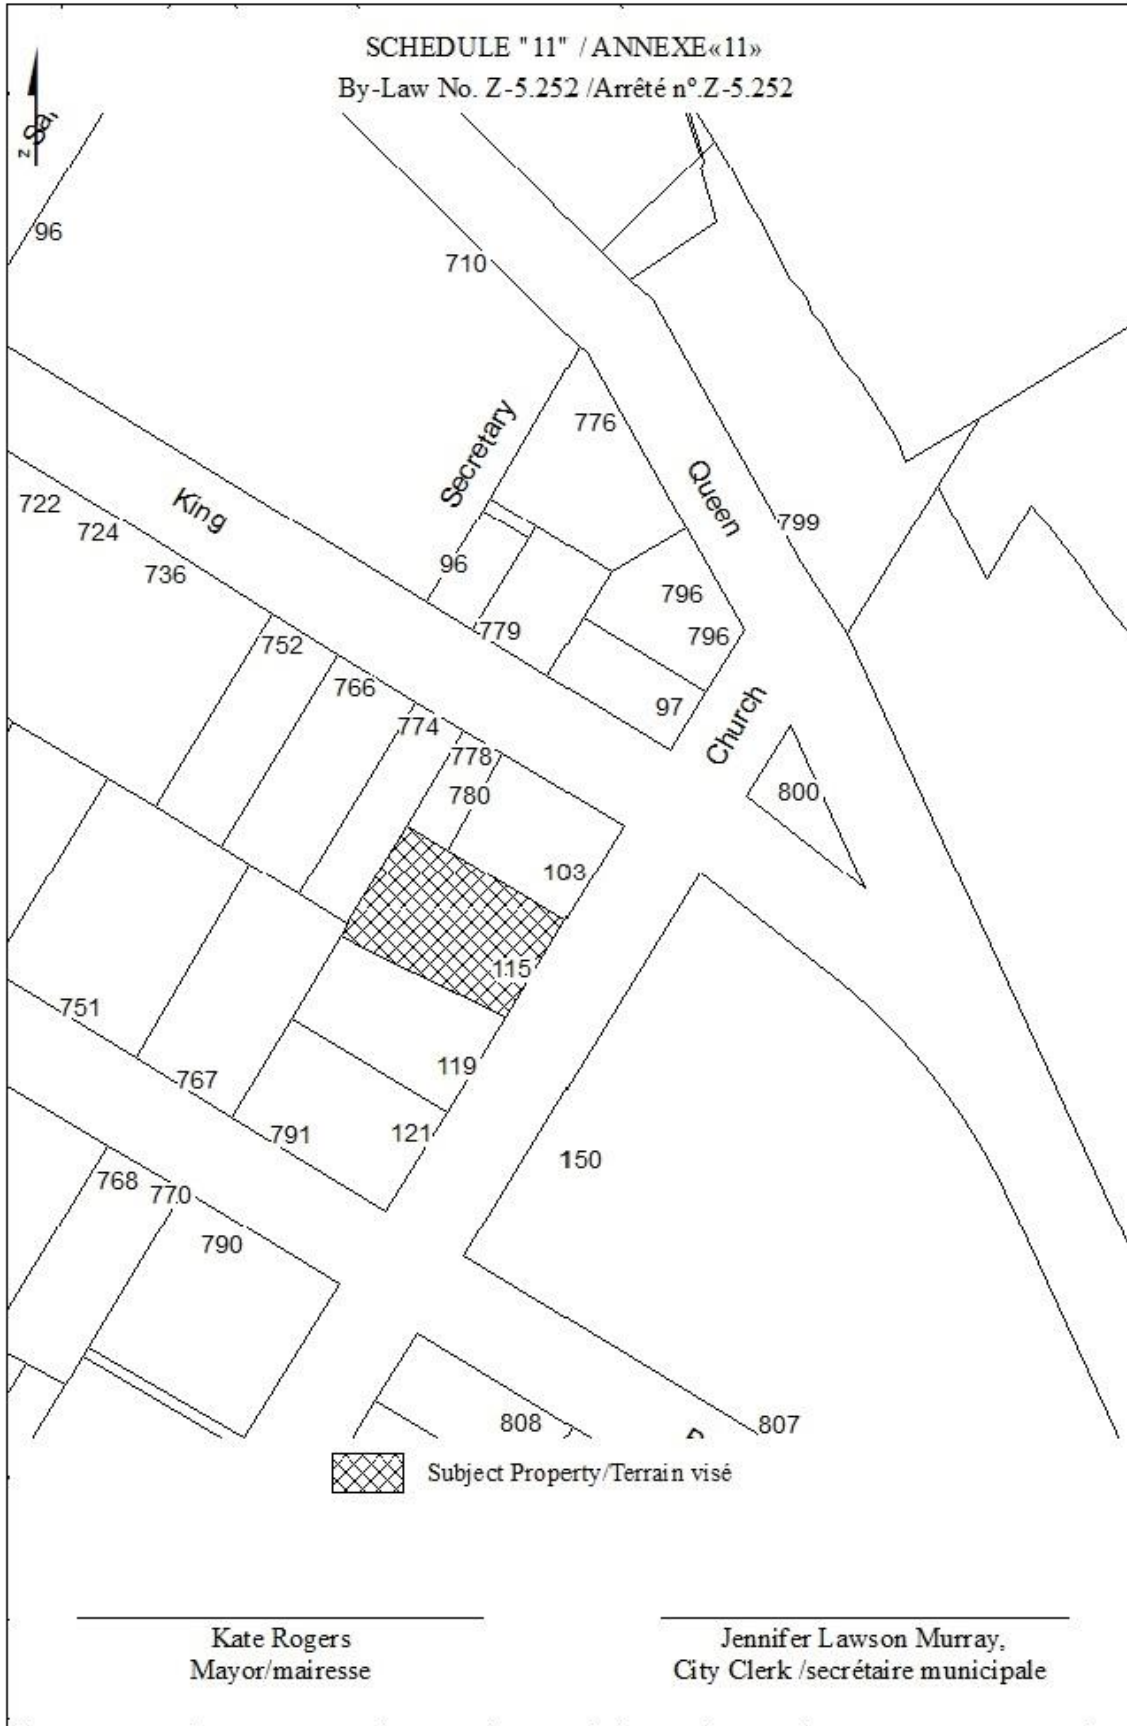 SCHEDULE "11" / ANNEXE«11»
By-Law No. Z-5.252 /Arrêté nº.Z-5.252
z
Sa
96
710
776
Secretary
Queen
King
722
724
736
799
96
796
779
796
752
766
97
Church
774
778
780
800
103
115
751
119
767
791
121
150
768
770
790
808
807
Subject Property/Terrain visé
Kate Rogers
Mayor/mairesse
Jennifer Lawson Murray,
City Clerk /secrétaire municipale